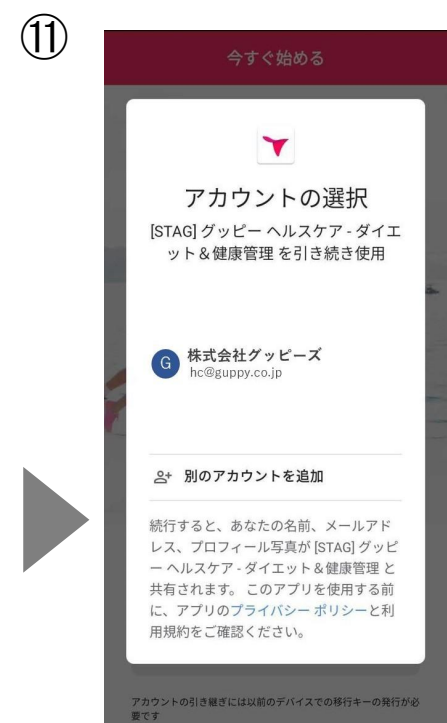 ⑪
今すぐ始める
アカウントの選択
[STAG] グッピー ヘルスケア - ダイエ
ット＆健康管理 を引き続き使用
G 株式会社グッピーズ
hc@guppy.co.jp
別のアカウントを追加
続行すると、あなたの名前、メールアド
レス、プロフィール写真が [STAG] グッピ
ー ヘルスケア - ダイエット＆健康管理 と
共有されます。 このアプリを使用する前
に、アプリのプライバシー ポリシーと利
用規約をご確認ください。
アカウントの引き継ぎには以前のデバイスでの移行キーの発行が必
要です